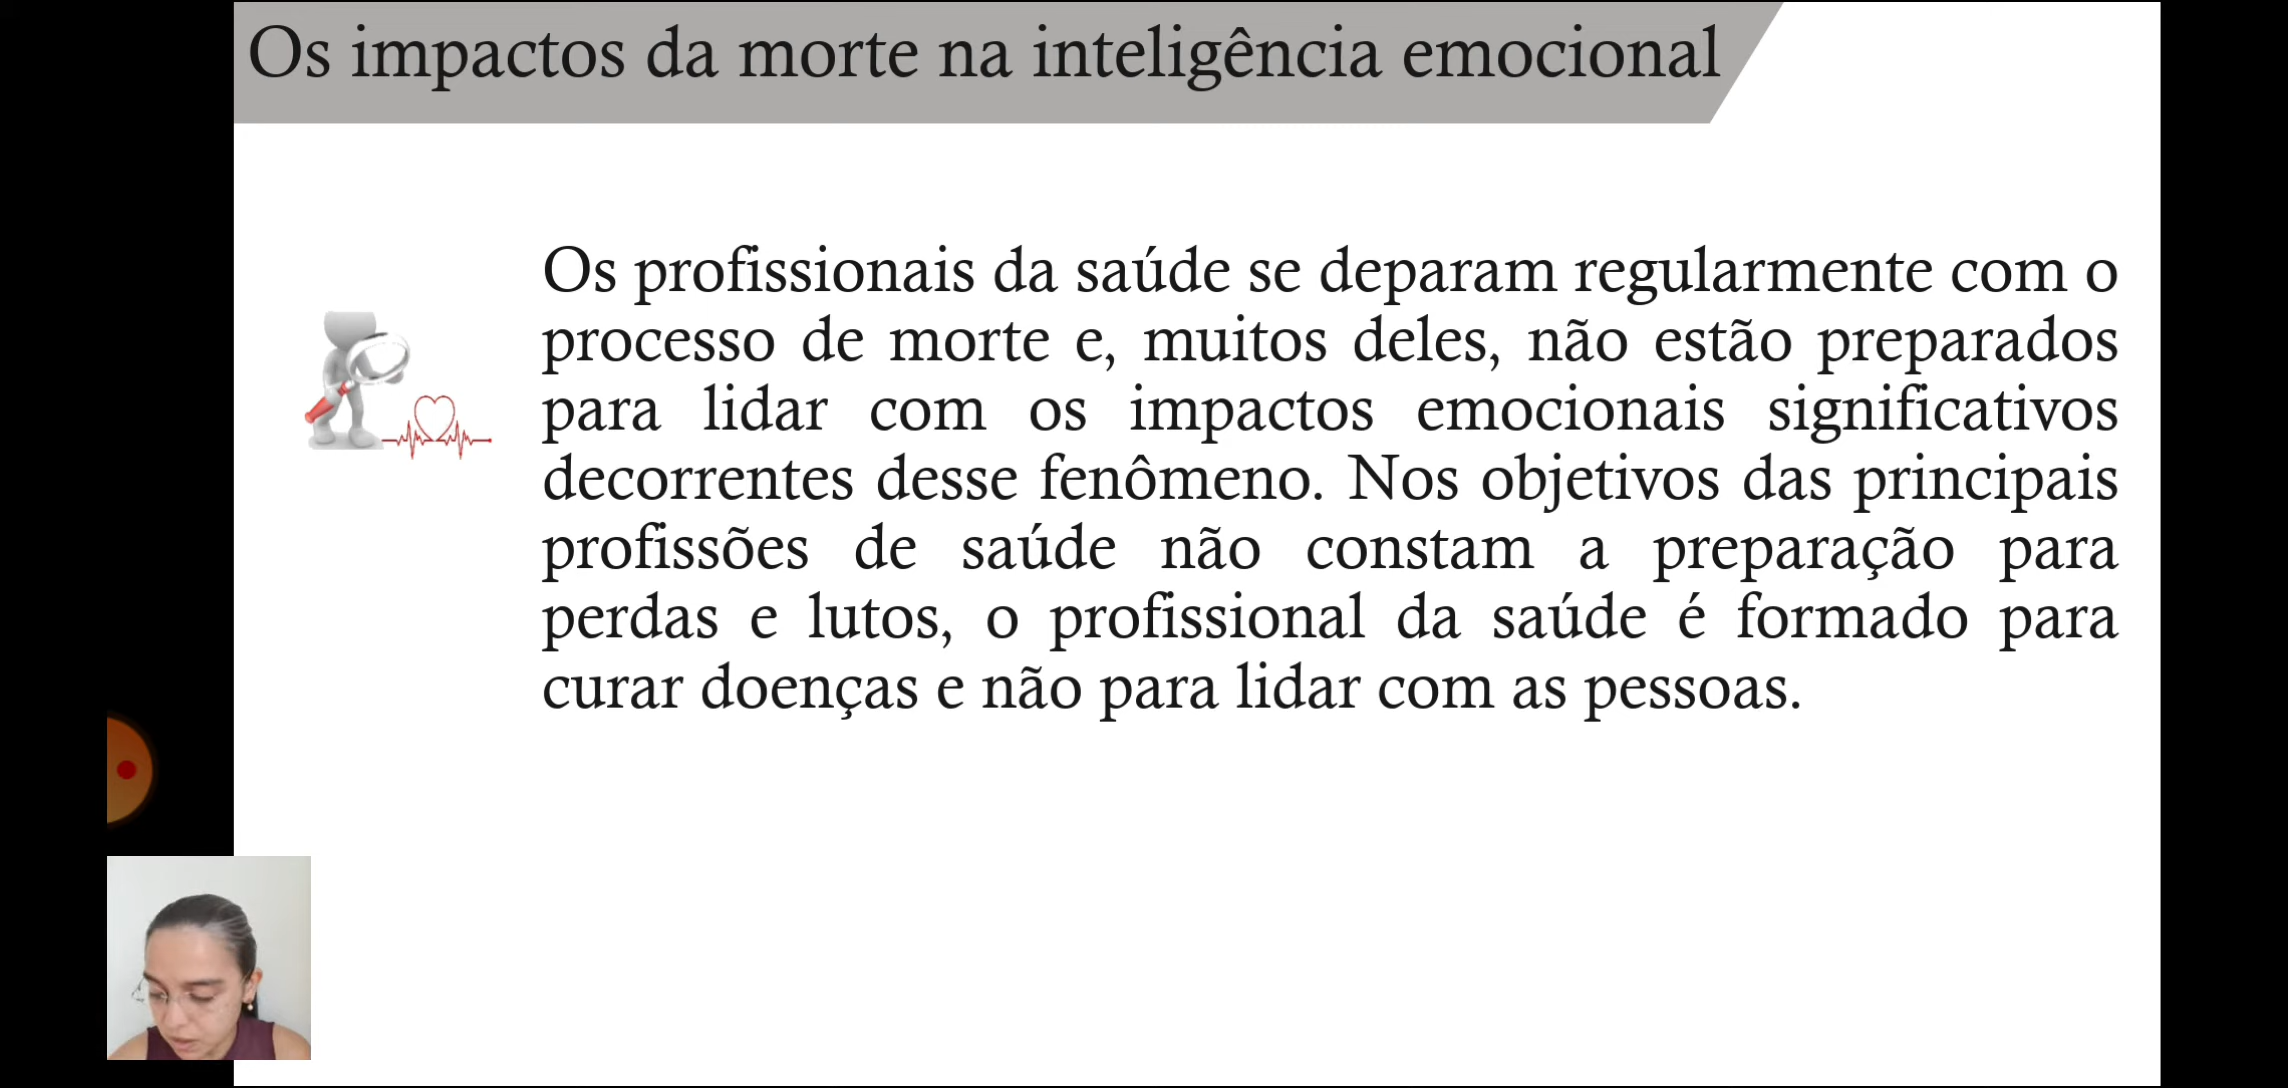 Os impactos da morte na inteligência emocional
Os profissionais da saúde se deparam regularmente com o
processo de morte e, muitos deles, não estão preparados
para lidar com os impactos emocionais significativos
decorrentes desse fenômeno. Nos objetivos das principais
profissões de saúde não constam a preparação para
perdas e lutos, o profissional da saúde é formado para
curar doenças e não para lidar com as pessoas.